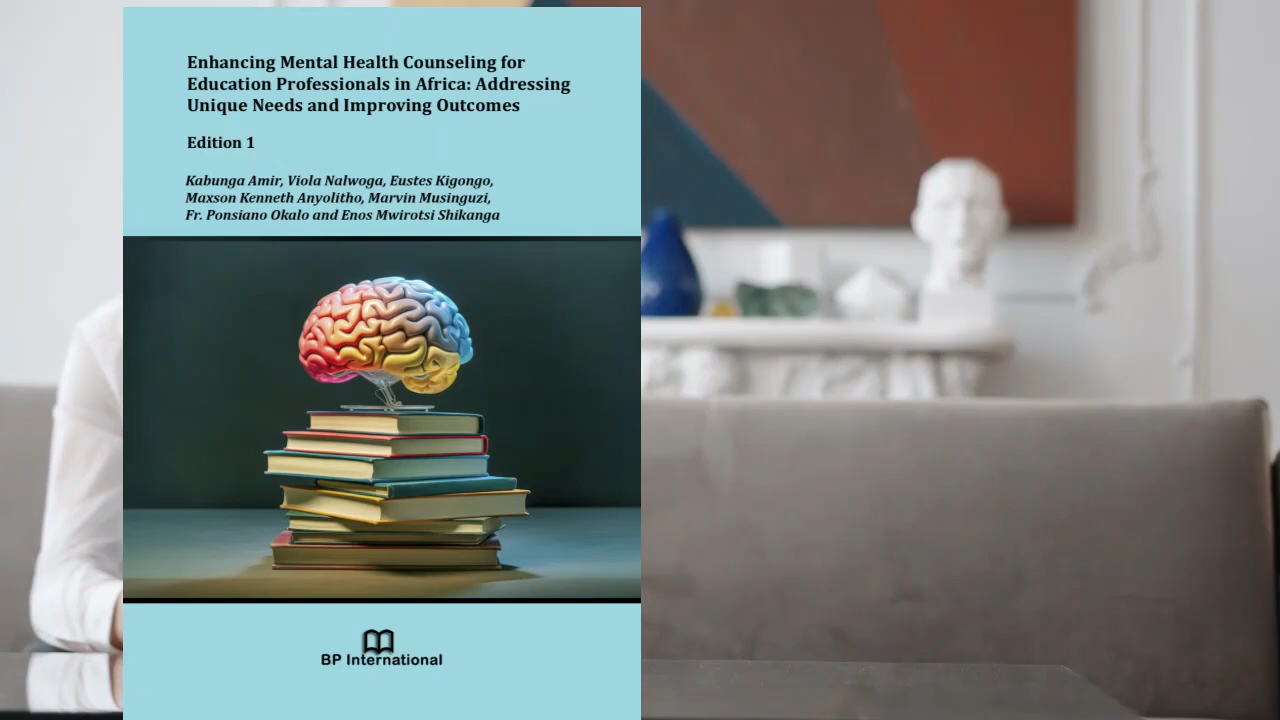 Enhancing Mental Health Counseling for
Education Professionals in Africa: Addressing
Unique Needs and Improving Outcomes
Edition 1
Kabunga Amir, Viola Nalwoga, Eustes Kigongo,
Maxson Kenneth Anyolitho, Marvin Musinguzi,
Fr. Ponsiano Okalo and Enos Mwirotsi Shikanga
BP International